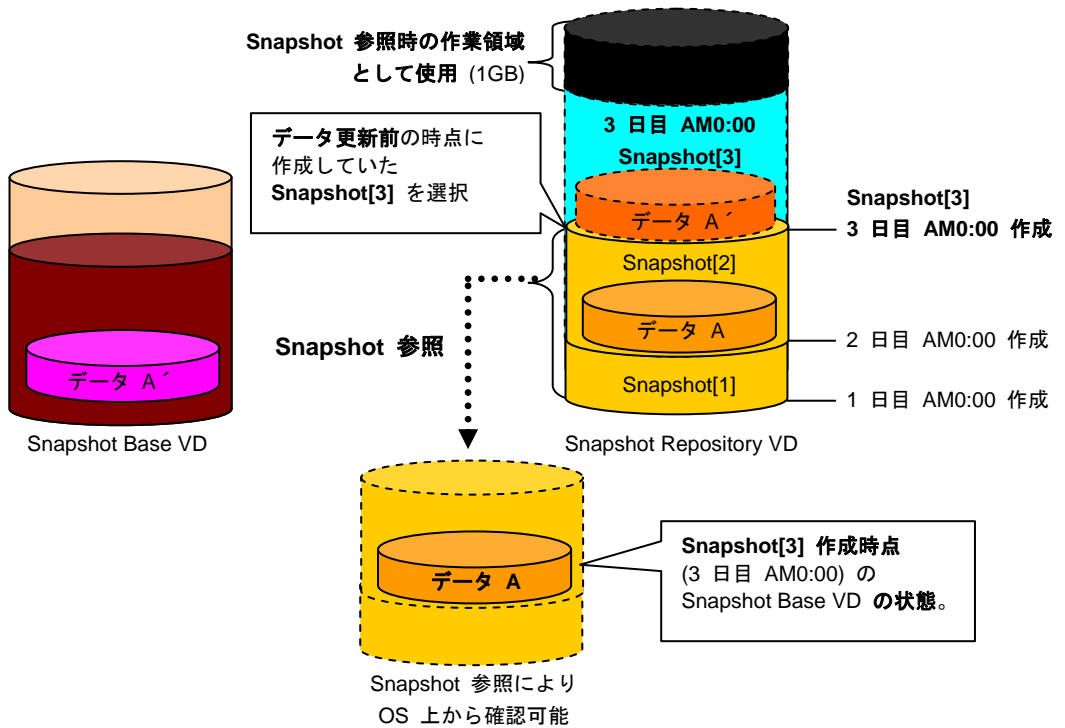 Snapshot 参照時の作業領域
として使用 (1GB)
データ更新前の時点に
作成していた
Snapshot[3] を選択
3 日目 AM0:00
Snapshot[3]
データ A´
Snapshot[2]
データ A
Snapshot[1]
Snapshot[3]
3 日目 AM0:00 作成
2 日目 AM0:00 作成
1 日目 AM0:00 作成
データ A´
Snapshot Base VD
Snapshot 参照
Snapshot Repository VD
データ A
Snapshot[3] 作成時点
(3 日目 AM0:00) の
Snapshot Base VD の状態。
Snapshot 参照により
OS 上から確認可能